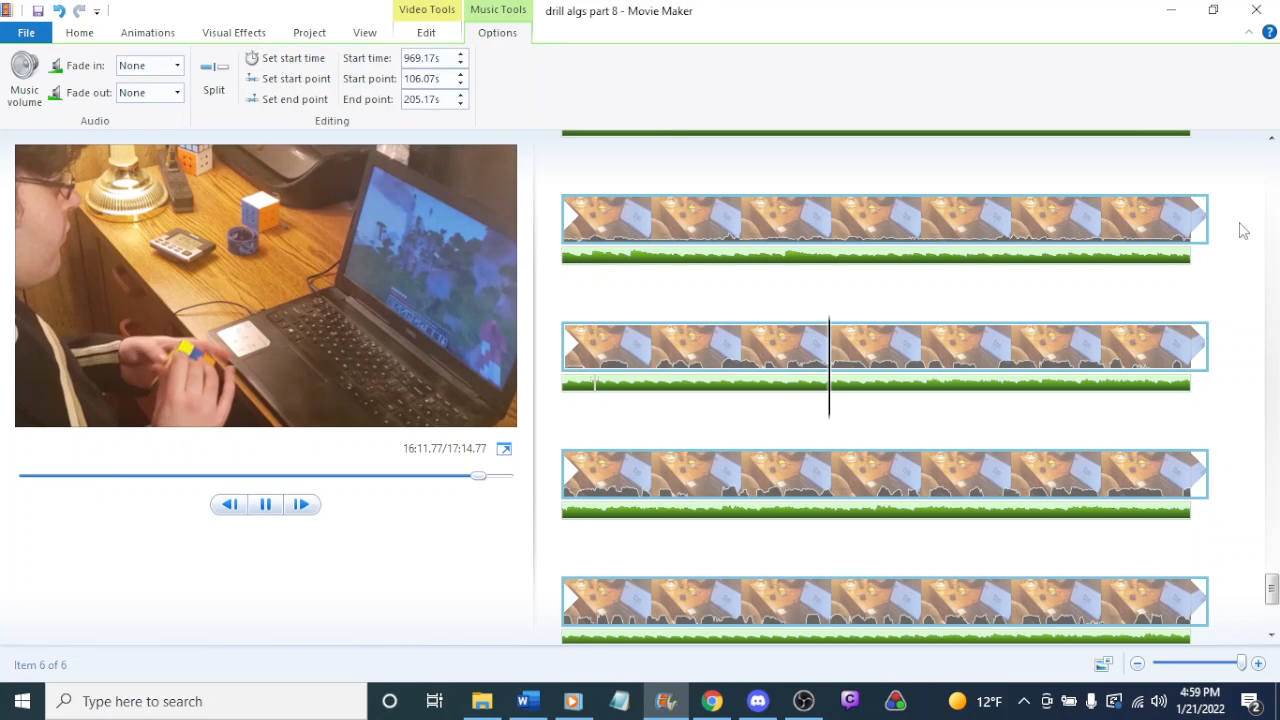 Video Tools
Music Tools
drill algs part 8 - Movie Maker
File
Home
Animations
Visual Effects
Project
View
Edit
Options
Music volume
Fade in:
None
Fade out:
None
Audio
Split
Set start time
Set start point
Set end point
Start time:
969.17s
Start point:
106.07s
End point:
205.17s
Editing
16:11.77/17:14.77
Item 6 of 6
Type here to search
12°F
4:59 PM
1/21/2022
2